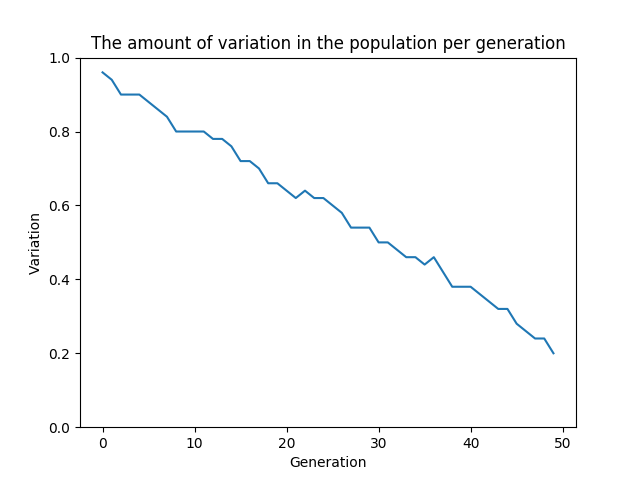 The amount of variation in the population per generation
1.0
0.8
0.6
0.4
0.2
0.0
Variation
0 10 20 30 40 50
Generation